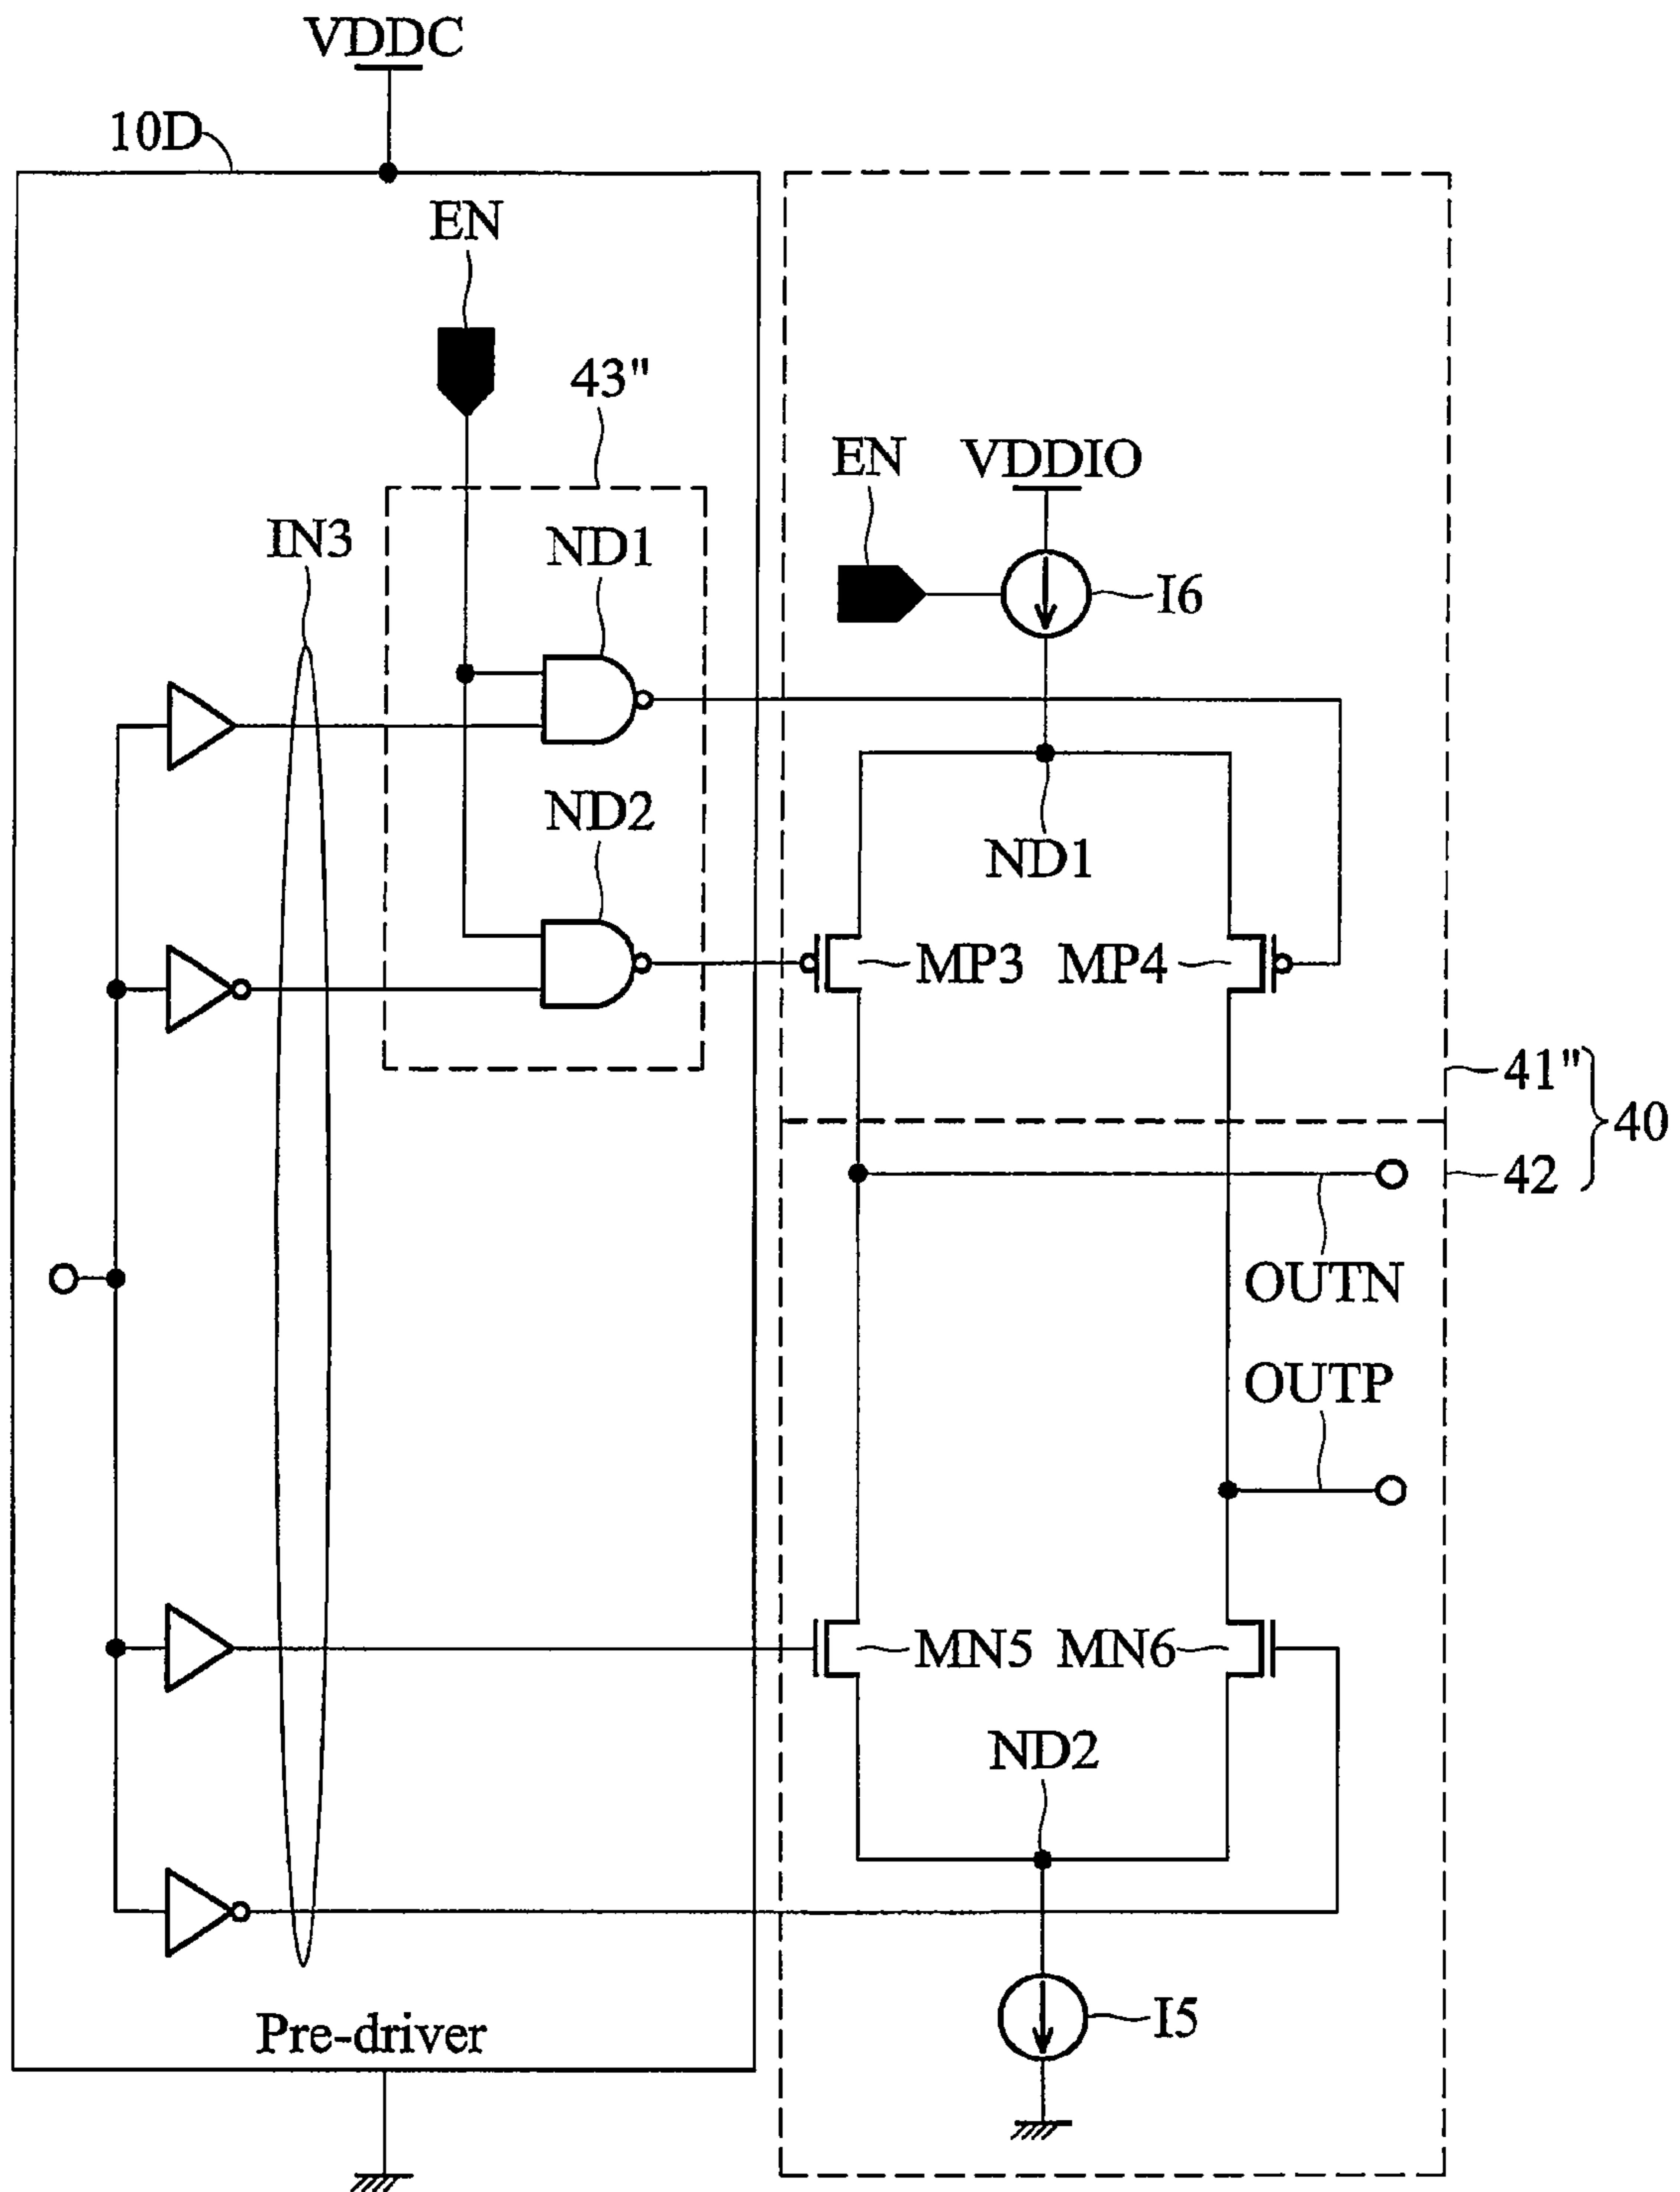 VDDC
10D
EN
43"
EN
VDDIO
IN3
ND1
I6
ND2
ND1
MP3
MP4
41"
40
42
OUTN
OUTP
MN5
MN6
ND2
I5
Pre-driver